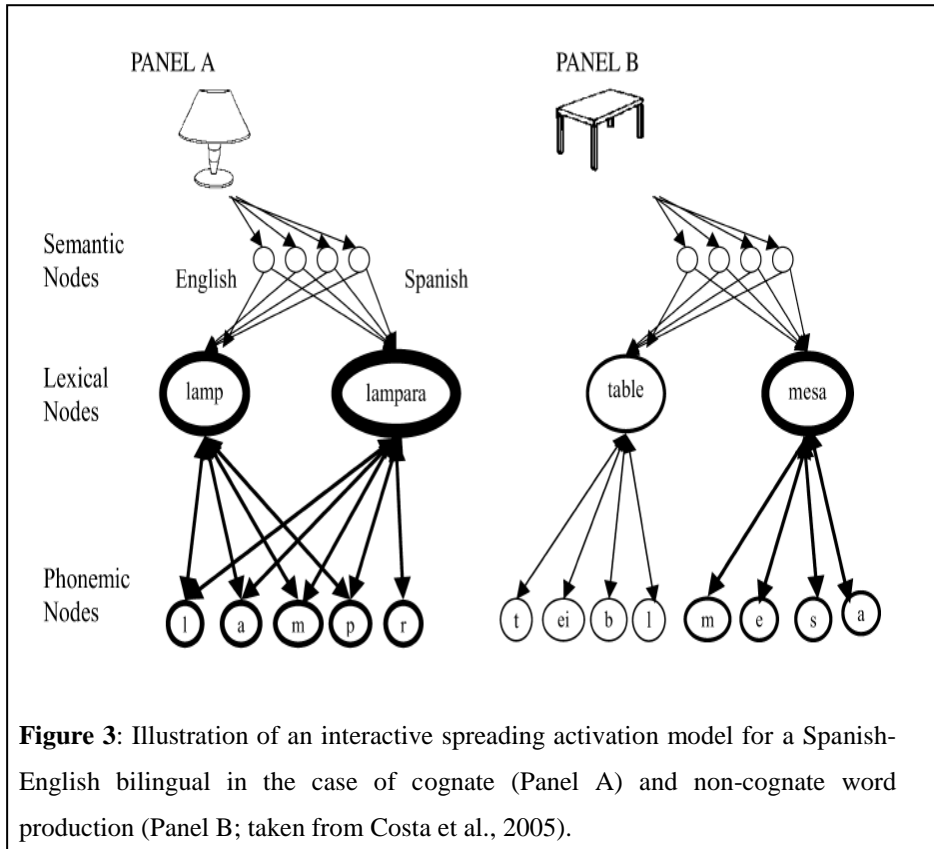 PANEL A
PANEL B
Semantic
Nodes
English
Spanish
Lexical
Nodes
lamp
lampara
table
mesa
Phonemic
Nodes
l a m p r
t ei b l m e s a
Figure 3: Illustration of an interactive spreading activation model for a Spanish-
English bilingual in the case of cognate (Panel A) and non-cognate word
production (Panel B; taken from Costa et al., 2005).